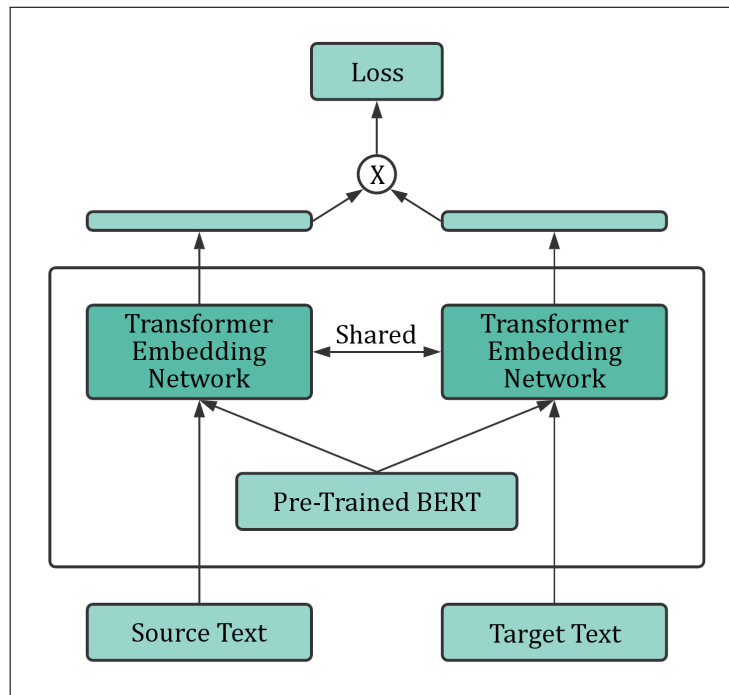 Loss
X
Transformer
Embedding
Network
Shared
Transformer
Embedding
Network
Pre-Trained BERT
Source Text
Target Text